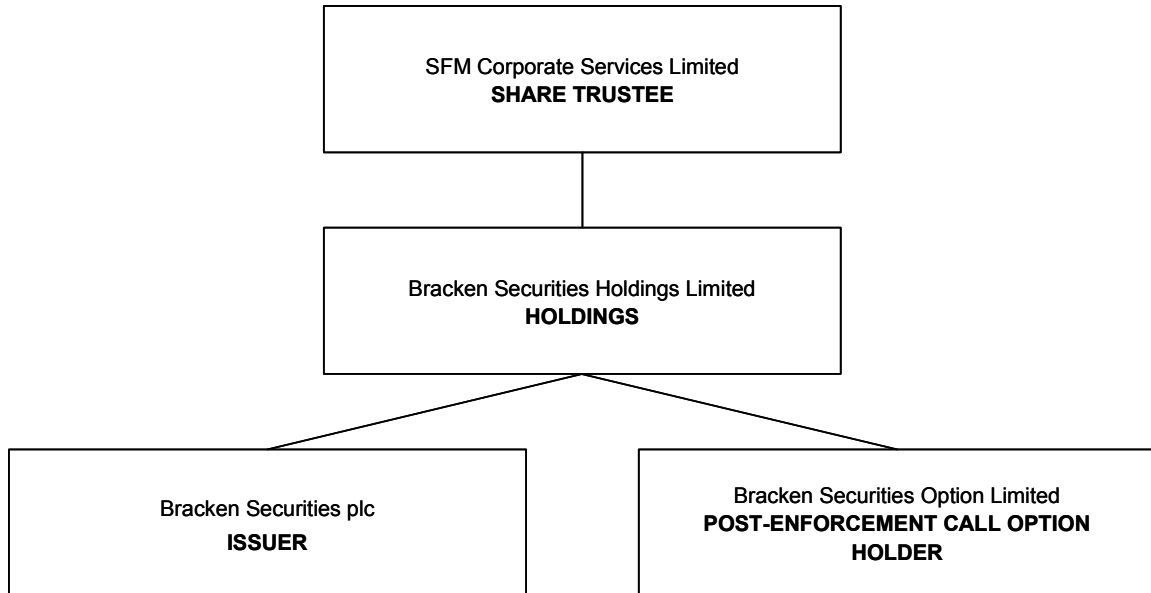 SFM Corporate Services Limited
SHARE TRUSTEE
Bracken Securities Holdings Limited
HOLDINGS
Bracken Securities plc
ISSUER
Bracken Securities Option Limited
POST-ENFORCEMENT CALL OPTION
HOLDER